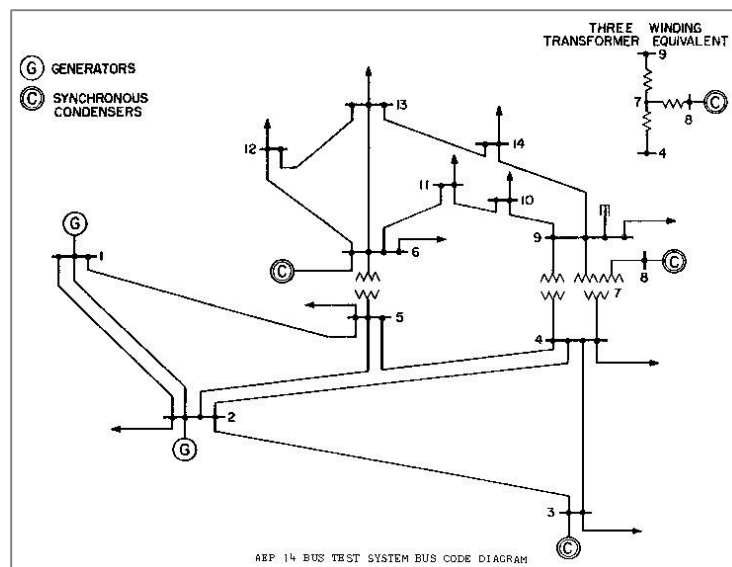 THREE WINDING
TRANSFORMER EQUIVALENT
9
7
C
8
4
G GENERATORS
C SYNCHRONOUS
CONDENSERS
13
12
14
11
10
G
1
9
6
C
8
C
7
5
4
2
G
3
C
AEP 14 BUS TEST SYSTEM BUS CODE DIAGRAM